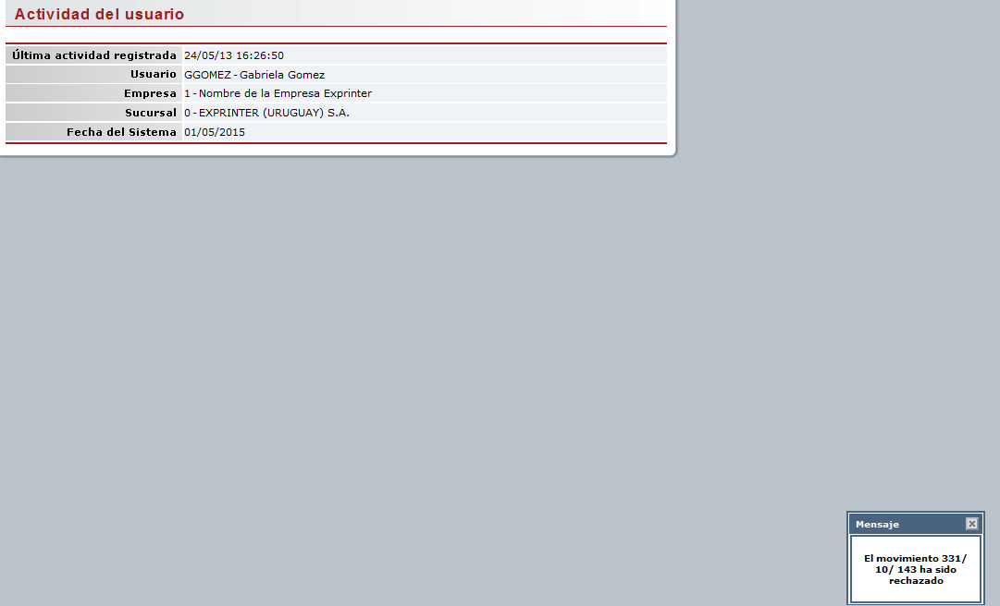 Actividad del usuario
Última actividad registrada 24/05/13 16:26:50
Usuario GGOMEZ - Gabriela Gomez
Empresa 1 - Nombre de la Empresa Exprinter
Sucursal 0 - EXPRINTER (URUGUAY) S.A.
Fecha del Sistema 01/05/2015
Mensaje
El movimiento 331/
10/ 143 ha sido
rechazado